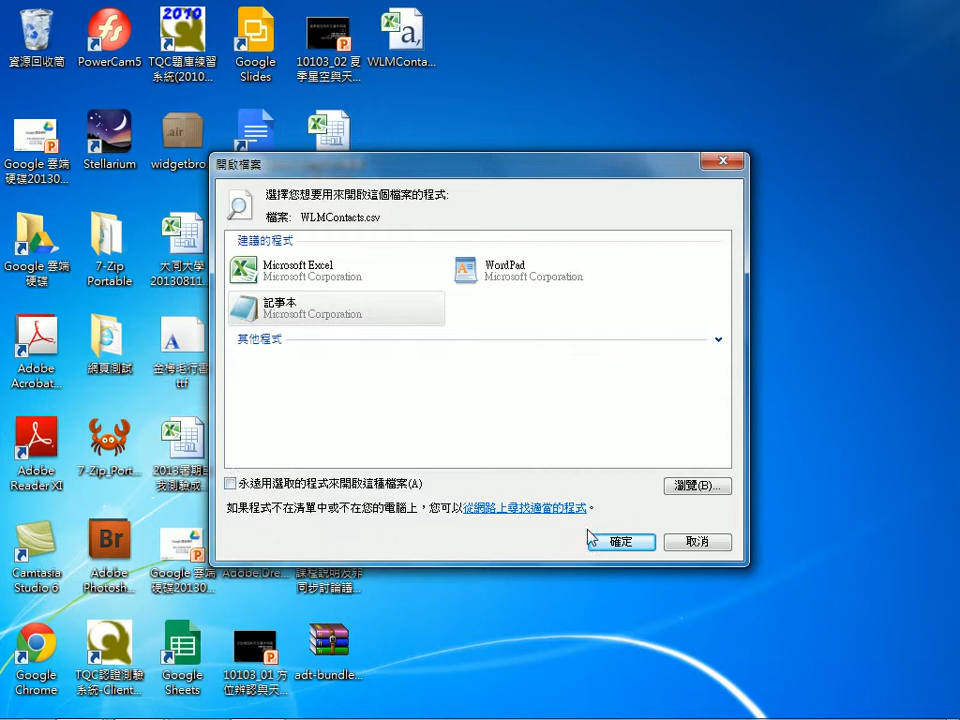 2010
資源回收筒
PowerCam5
TQC題庫練習
系統(2010...
Google
Slides
10103_02 夏
季星空與天...
WLMConta...
Google 雲端
硬碟20130...
Stellarium
.air
widgetbro...
開啟檔案
選擇您想要用來開啟這個檔案的程式:
檔案: WLMContacts.csv
建議的程式
Microsoft Excel
Microsoft Corporation
WordPad
Microsoft Corporation
記事本
Microsoft Corporation
其他程式
永遠用選取的程式來開啟這種檔案(A)
瀏覽(B)...
如果程式不在清單中或不在您的電腦上，您可以從網路上尋找適當的程式。
確定
取消
Google 雲端
硬碟
7-Zip
Portable
大同大學
20130811...
Adobe
Acrobat...
網頁測試
ttf
Adobe
Reader XI
7-Zip_Port...
Camtasia
Studio 6
Br
Adobe
Photosh...
Google 雲端
硬碟20130...
Adobe.Dre...
同步討論議...
Google
Chrome
TQC認證測驗
系統-Client...
Google
Sheets
10103_01 方
位辨認與天...
adt-bundle...